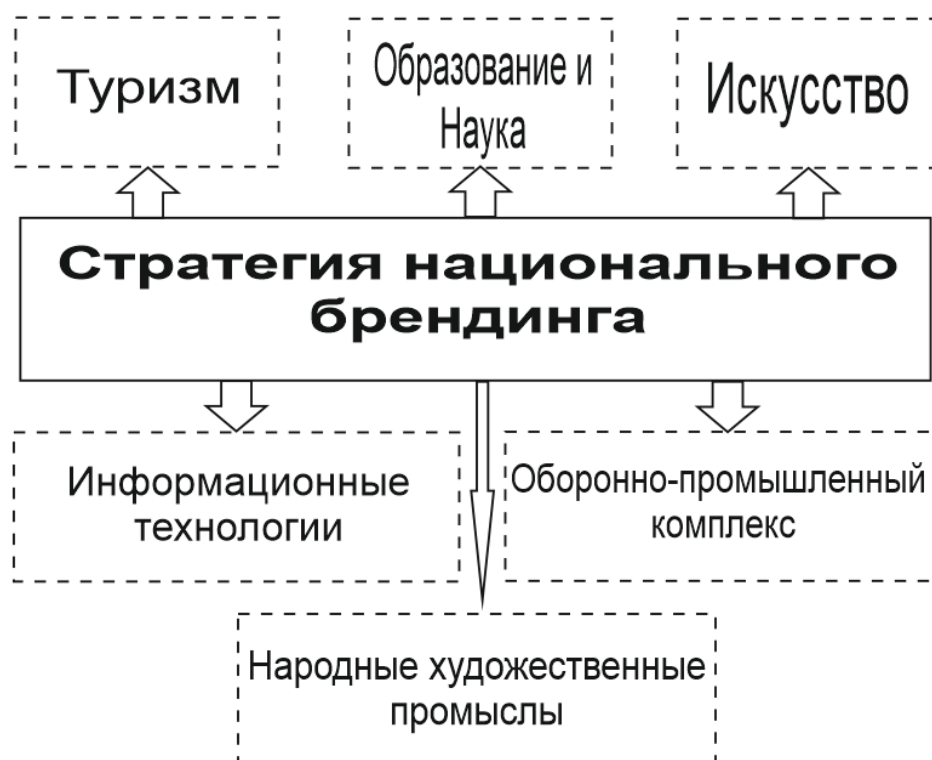 Туризм
Образование и
Наука
Искусство
Стратегия национального
брендинга
Информационные
технологии
Оборонно-промышленный
комплекс
Народные художественные
промыслы